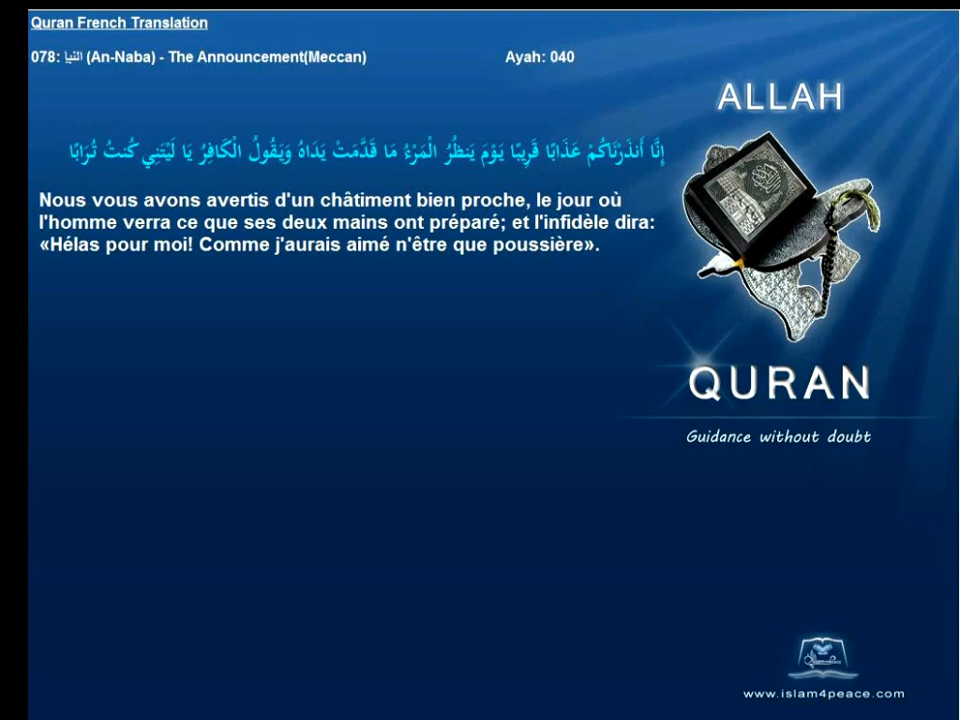 Quran French Translation
078: النبإ (An-Naba) - The Announcement(Meccan) Ayah: 040
ALLAH
إِنَّا أَنذَرْنَاكُمْ عَذَابًا قَرِيبًا يَوْمَ يَنظُرُ الْمَرْءُ مَا قَدَّمَتْ يَدَاهُ وَيَقُولُ الْكَافِرُ يَا لَيْتَنِي كُنتُ تُرَابًا
Nous vous avons avertis d'un châtiment bien proche, le jour où
l'homme verra ce que ses deux mains ont préparé; et l'infidèle dira:
«Hélas pour moi! Comme j'aurais aimé n'être que poussière».
QURAN
Guidance without doubt
www.islam4peace.com